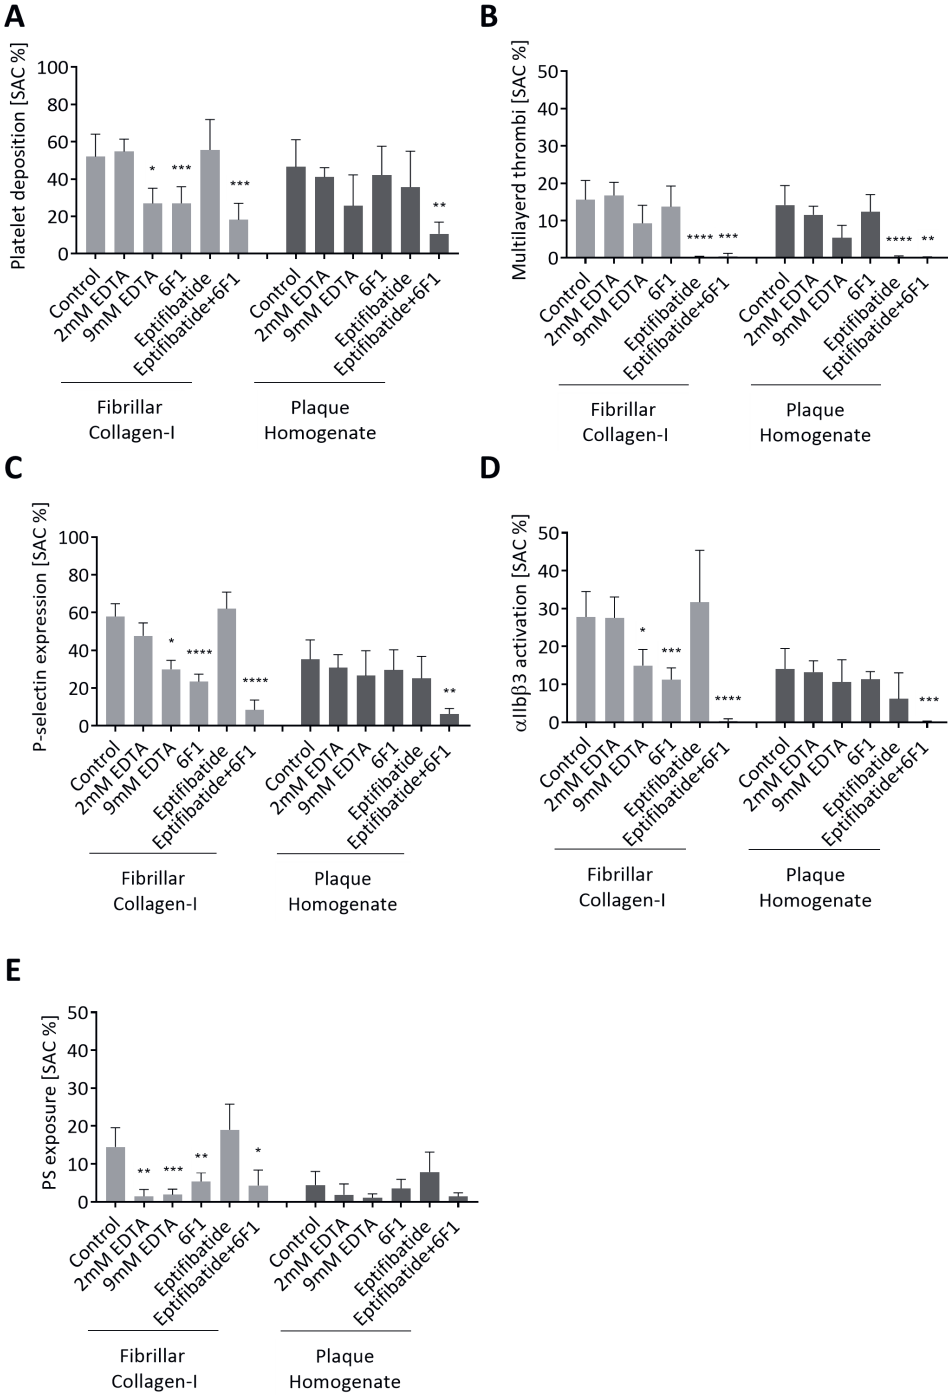 A
Platelet deposition [SAC %]
100
80
60
40
20
0
* *** ***
**
Control
2mM EDTA
9mM EDTA
6F1
Eptifibatide
Eptifibatide+6F1
Control
2mM EDTA
9mM EDTA
6F1
Eptifibatide
Eptifibatide+6F1
Fibrillar
Collagen-I
Plaque
Homogenate
B
Multilayerd thrombi [SAC %]
50
40
30
20
10
0
**** ***
**** **
Control
2mM EDTA
9mM EDTA
6F1
Eptifibatide
Eptifibatide+6F1
Control
2mM EDTA
9mM EDTA
6F1
Eptifibatide
Eptifibatide+6F1
Fibrillar
Collagen-I
Plaque
Homogenate
C
P-selectin expression [SAC %]
100
80
60
40
20
0
* **** ****
**
Control
2mM EDTA
9mM EDTA
6F1
Eptifibatide
Eptifibatide+6F1
Control
2mM EDTA
9mM EDTA
6F1
Eptifibatide
Eptifibatide+6F1
Fibrillar
Collagen-I
Plaque
Homogenate
D
αIIbβ3 activation [SAC %]
50
40
30
20
10
0
* *** ****
***
Control
2mM EDTA
9mM EDTA
6F1
Eptifibatide
Eptifibatide+6F1
Control
2mM EDTA
9mM EDTA
6F1
Eptifibatide
Eptifibatide+6F1
Fibrillar
Collagen-I
Plaque
Homogenate
E
PS exposure [SAC %]
50
40
30
20
10
0
** *** ** *
Control
2mM EDTA
9mM EDTA
6F1
Eptifibatide
Eptifibatide+6F1
Control
2mM EDTA
9mM EDTA
6F1
Eptifibatide
Eptifibatide+6F1
Fibrillar
Collagen-I
Plaque
Homogenate